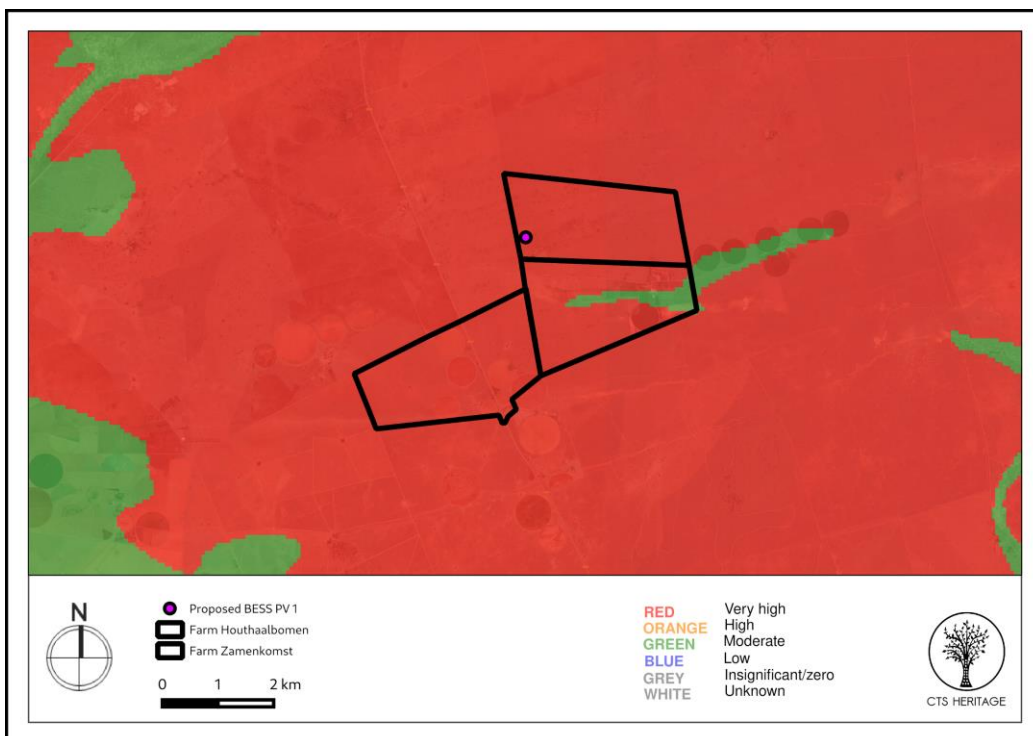 N
Proposed BESS PV 1
Farm Houthaalbomen
Farm Zamenkomst
0 1 2 km
RED Very high
ORANGE High
GREEN Moderate
BLUE Low
GREY Insignificant/zero
WHITE Unknown
CTS HERITAGE